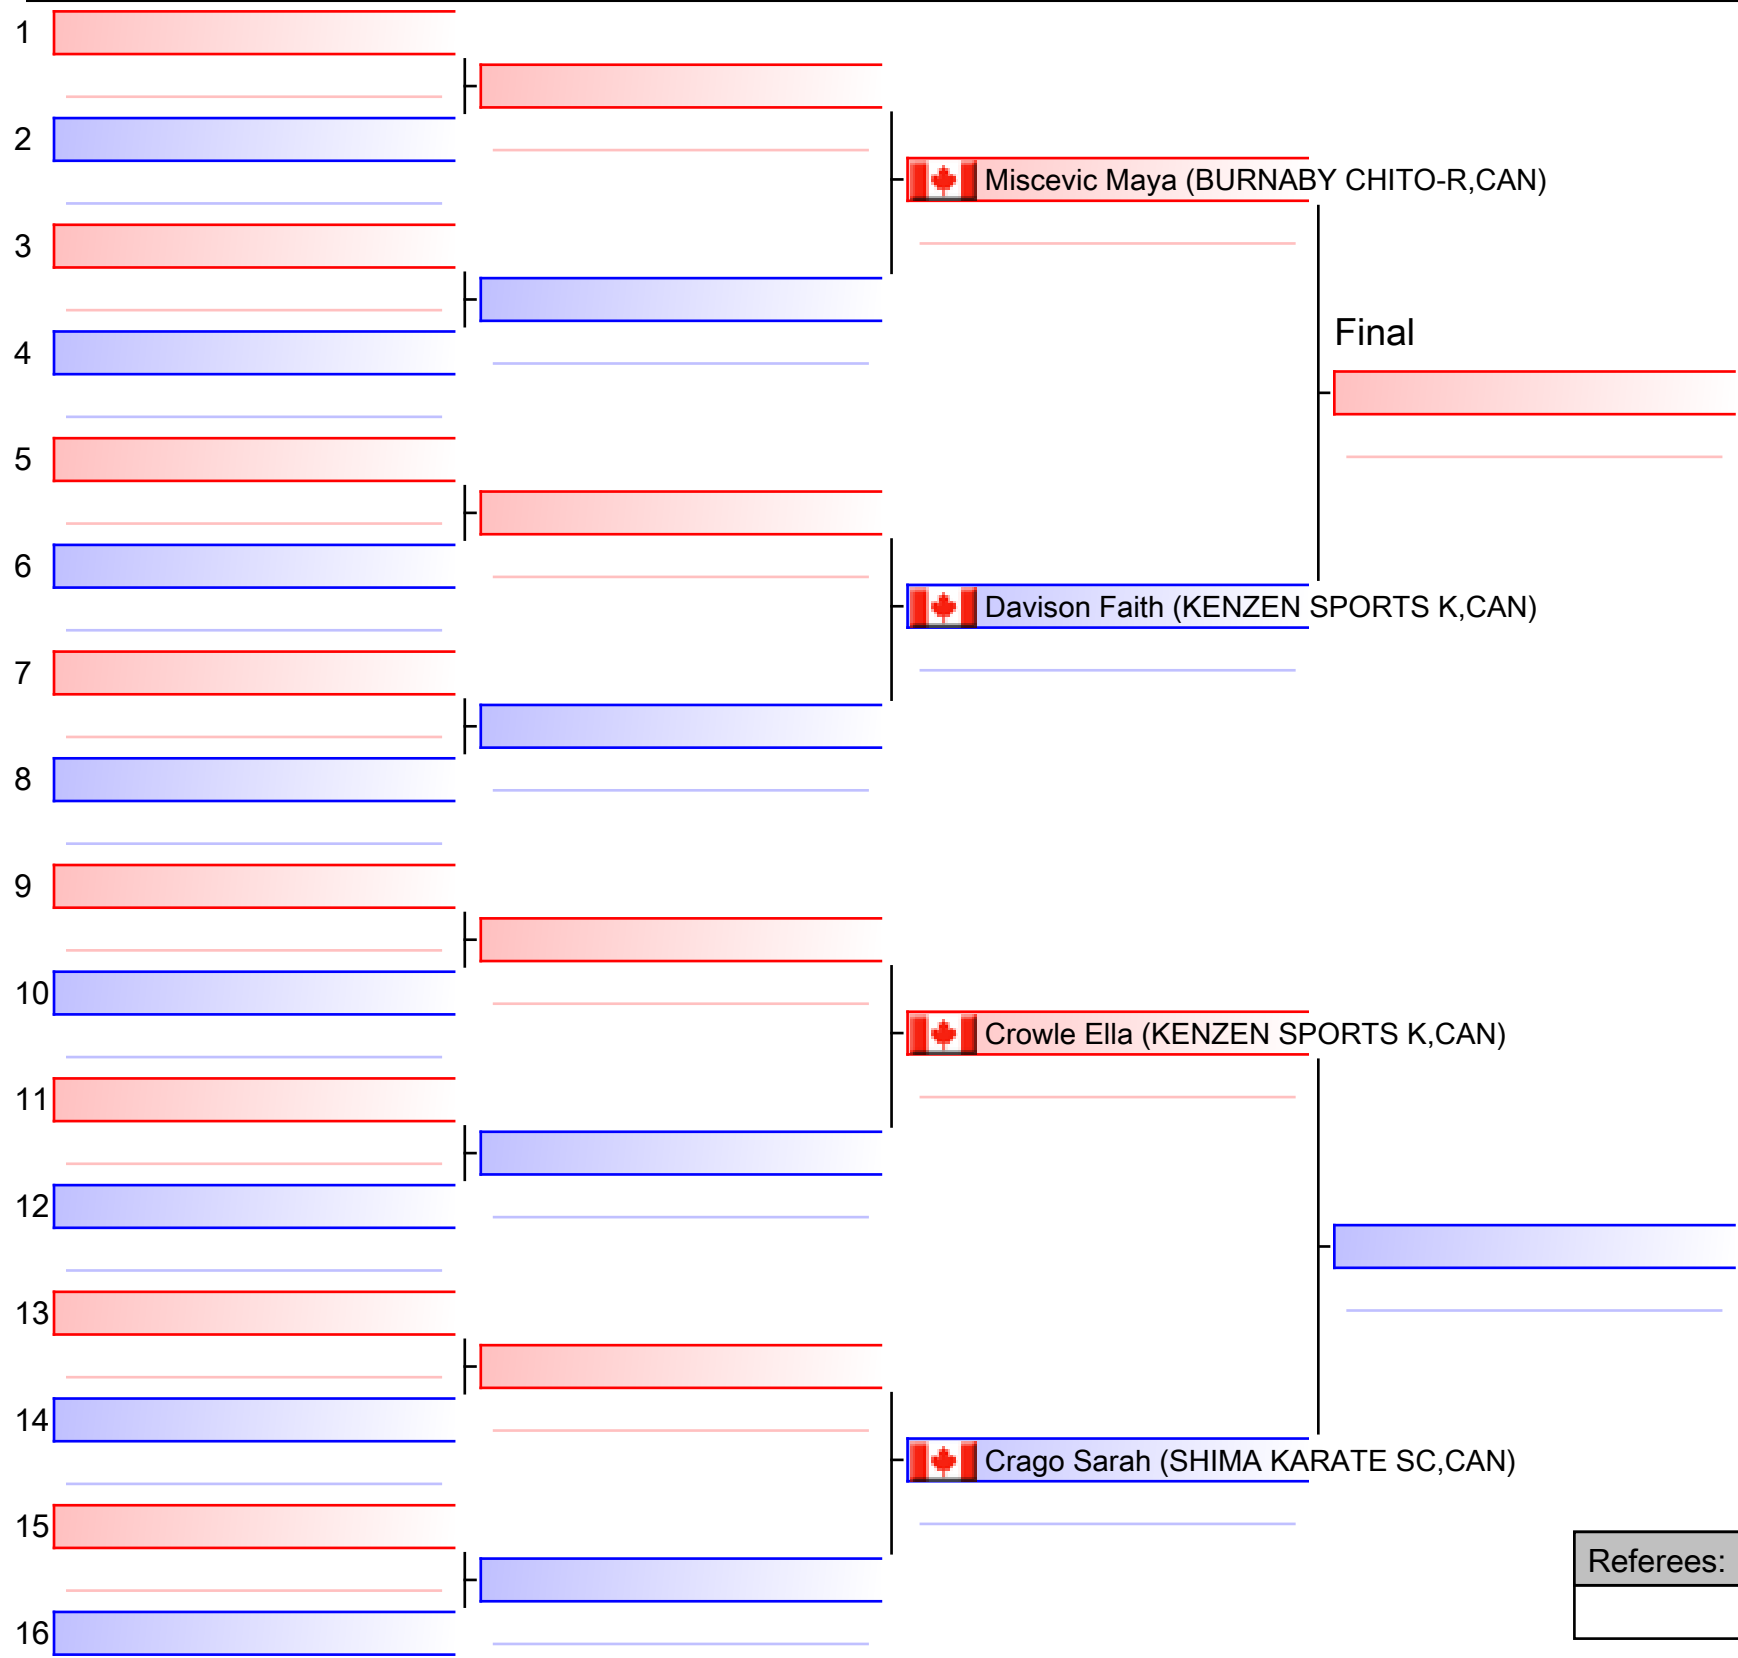 1
2
Miscevic Maya (BURNABY CHITO-R,CAN)
3
Final
4
5
6
Davison Faith (KENZEN SPORTS K,CAN)
7
8
9
10
Crowle Ella (KENZEN SPORTS K,CAN)
11
12
13
14
Crago Sarah (SHIMA KARATE SC,CAN)
15
Referees:
16